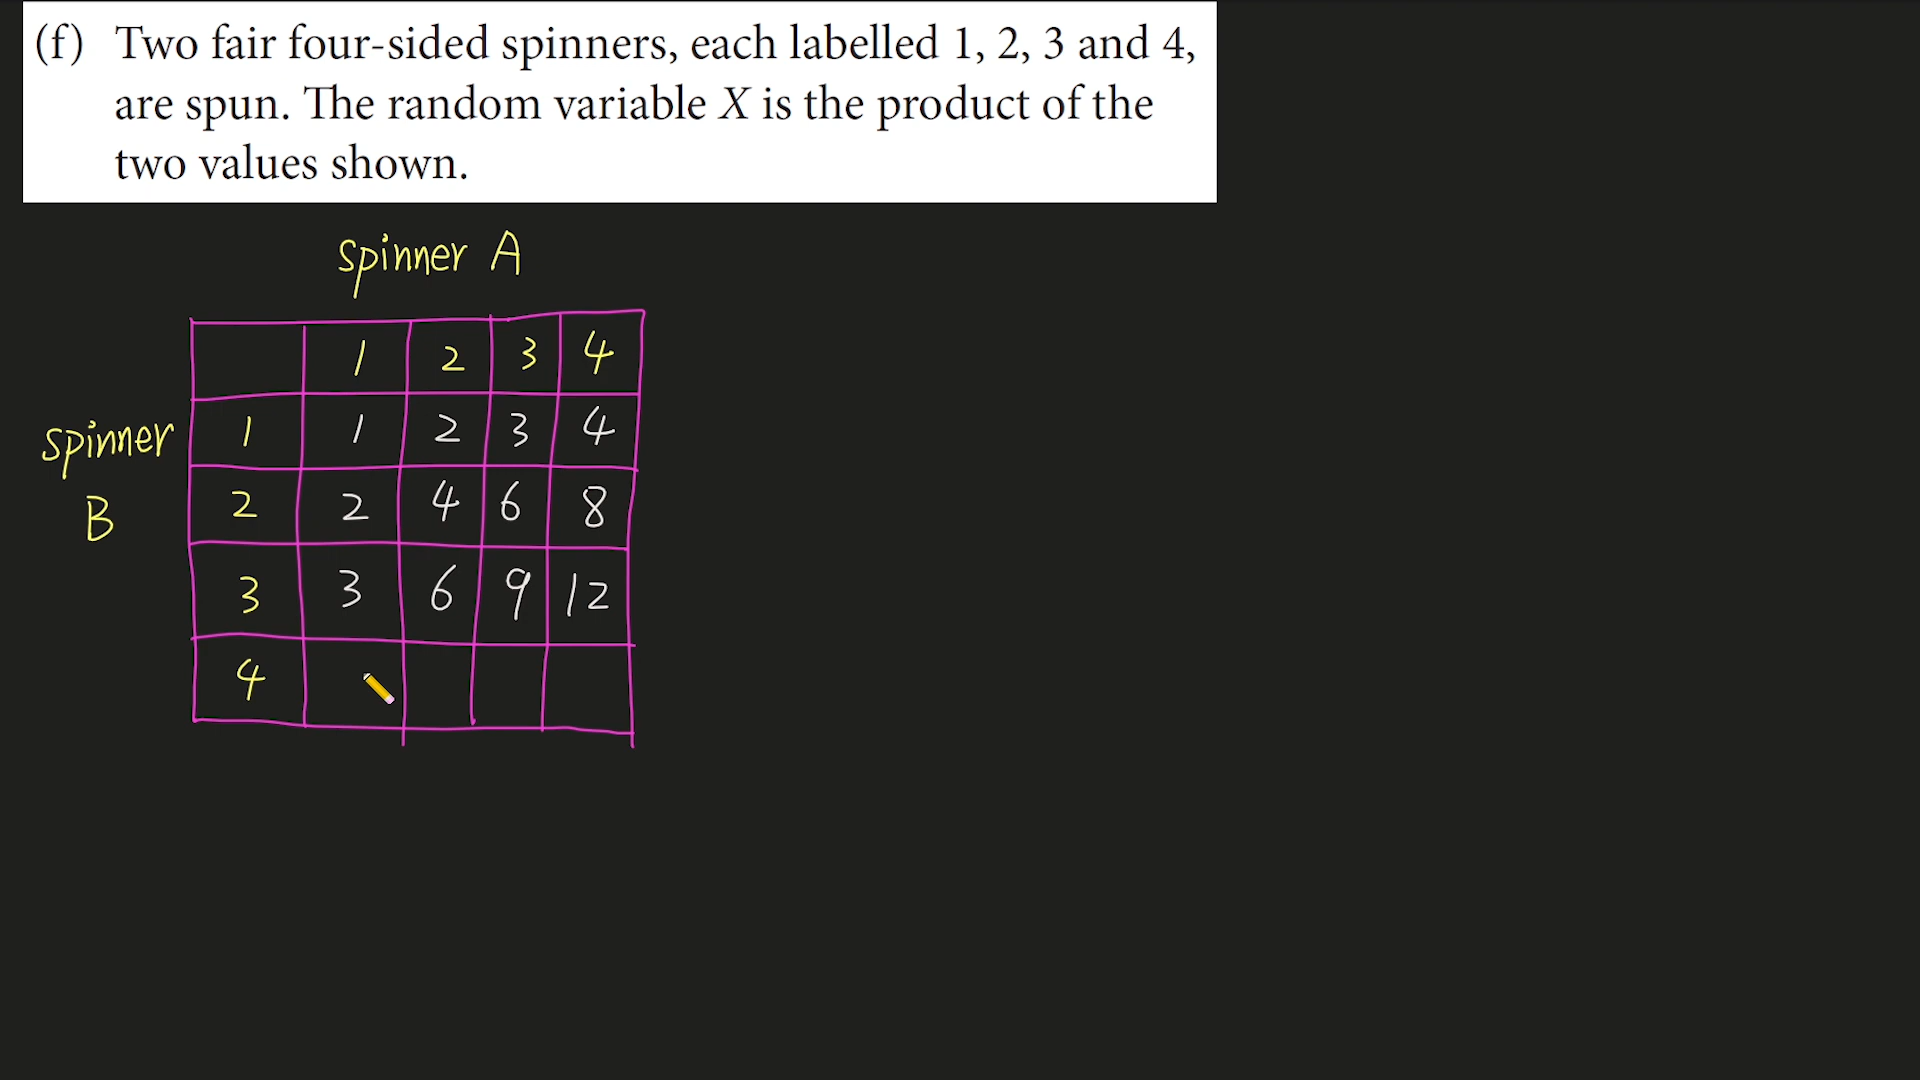 (f) Two fair four-sided spinners, each labelled 1, 2, 3 and 4,
are spun. The random variable X is the product of the
two values shown.
spinner A
1 2 3 4
spinner
B
1 1 2 3 4
2 2 4 6 8
3 3 6 9 12
4